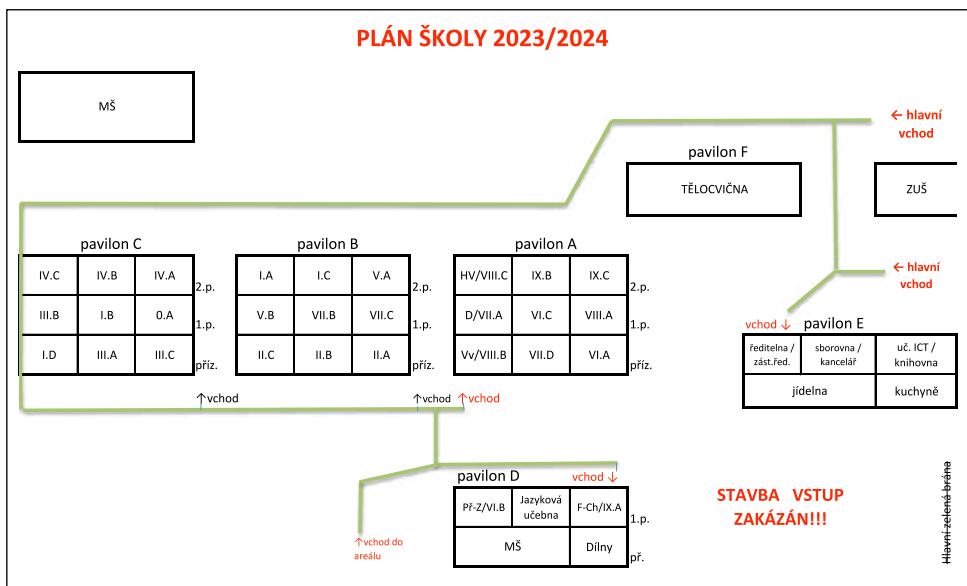 PLÁN ŠKOLY 2023/2024
MŠ
← hlavní
vchod
pavilon F
TĚLOCVIČNA
ZUŠ
pavilon C
IV.C IV.B IV.A
2.p.
III.B I.B 0.A
1.p.
I.D III.A III.C
příz.
pavilon B
I.A I.C V.A
2.p.
V.B VII.B VII.C
1.p.
II.C II.B II.A
příz.
pavilon A
HV/VIII.C IX.B IX.C
2.p.
D/VII.A VI.C VIII.A
1.p.
Vv/VIII.B VII.D VI.A
příz.
← hlavní
vchod
vchod ↓ pavilon E
ředitelna /
zást.řed.
sborovna /
kancelář
uč. ICT /
knihovna
jídelna
kuchyně
↑vchod
↑vchod
↑vchod
pavilon D
vchod ↓
Př-Z/VI.B
Jazyková
učebna
F-Ch/IX.A
1.p.
MŠ
Dílny
př.
↑vchod do
areálu
STAVBA VSTUP
ZAKÁZÁN!!!
Hlavní zelená brána